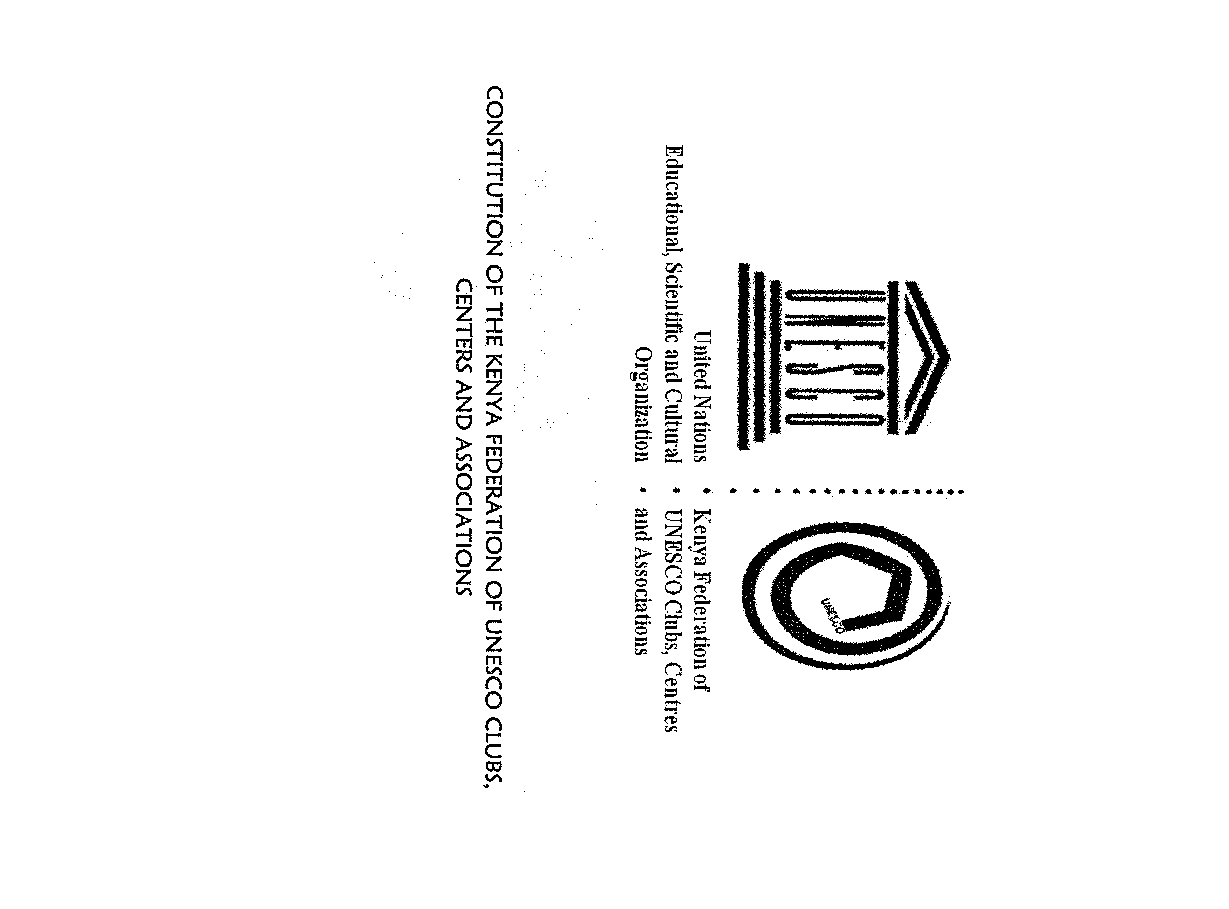 United Nations
Educational, Scientific and Cultural
Organization
Kenya Federation of
UNESCO Clubs, Centres
and Associations
UNESCO
CONSTITUTION OF THE KENYA FEDERATION OF UNESCO CLUBS,
CENTERS AND ASSOCIATIONS